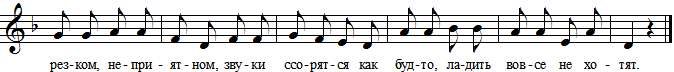 рез-ком, не-при - ят-ном, зву-ки ссо-рят-ся как буд-то, ла-дить вов-се не хо - тят.